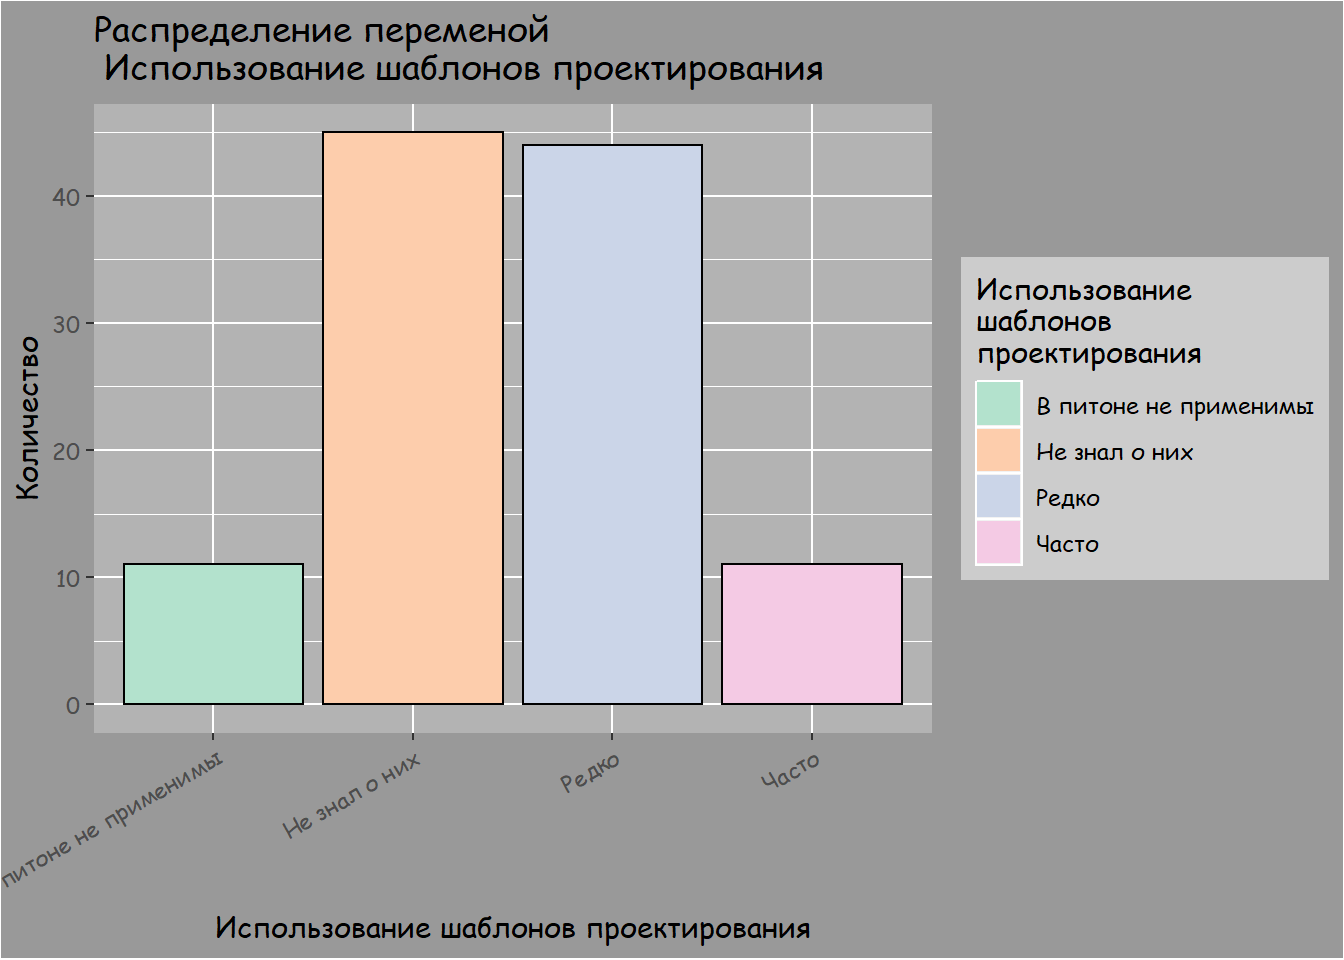 Распределение переменой
Использование шаблонов проектирования
Количество
40
30
20
10
0
питоне не применимы
Не знал о них
Редко
Часто
Использование шаблонов проектирования
Использование
шаблонов
проектирования
В питоне не применимы
Не знал о них
Редко
Часто